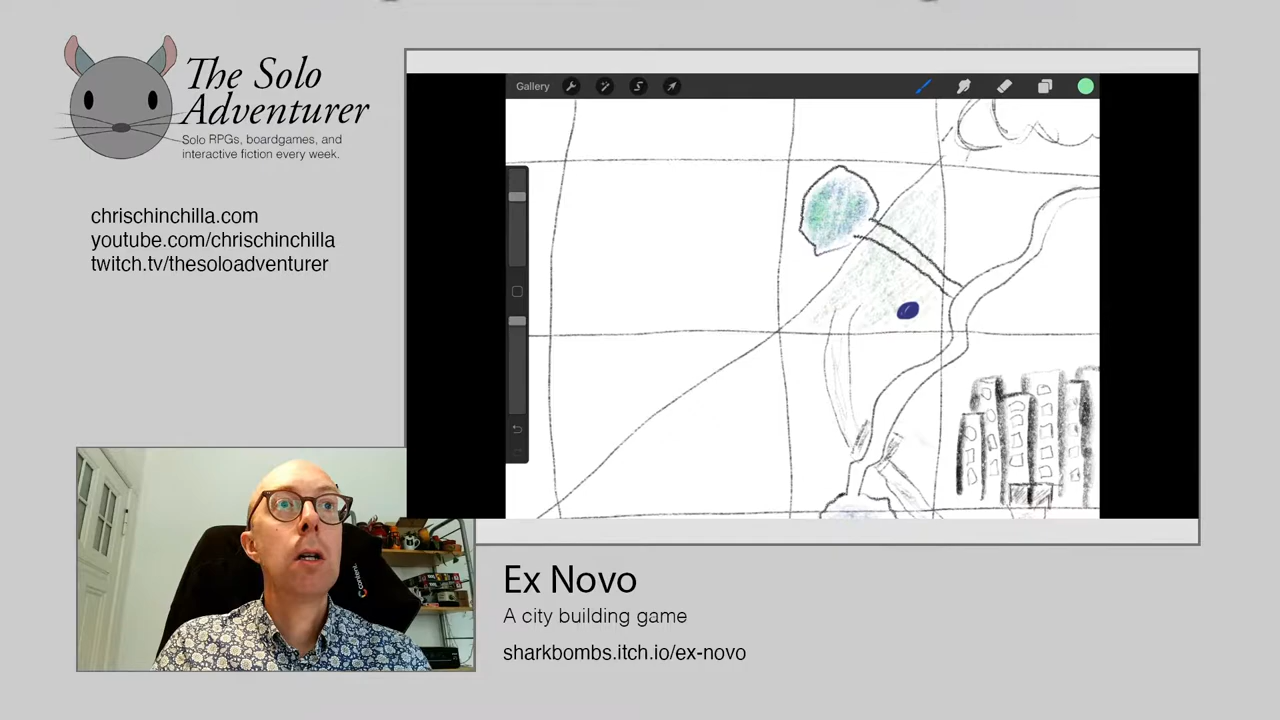 The Solo
Adventurer
Solo RPGs, boardgames, and
interactive fiction every week.
chrischinchilla.com
youtube.com/chrischinchilla
twitch.tv/thesoloadventurer
Gallery
Ex Novo
A city building game
sharkbombs.itch.io/ex-novo